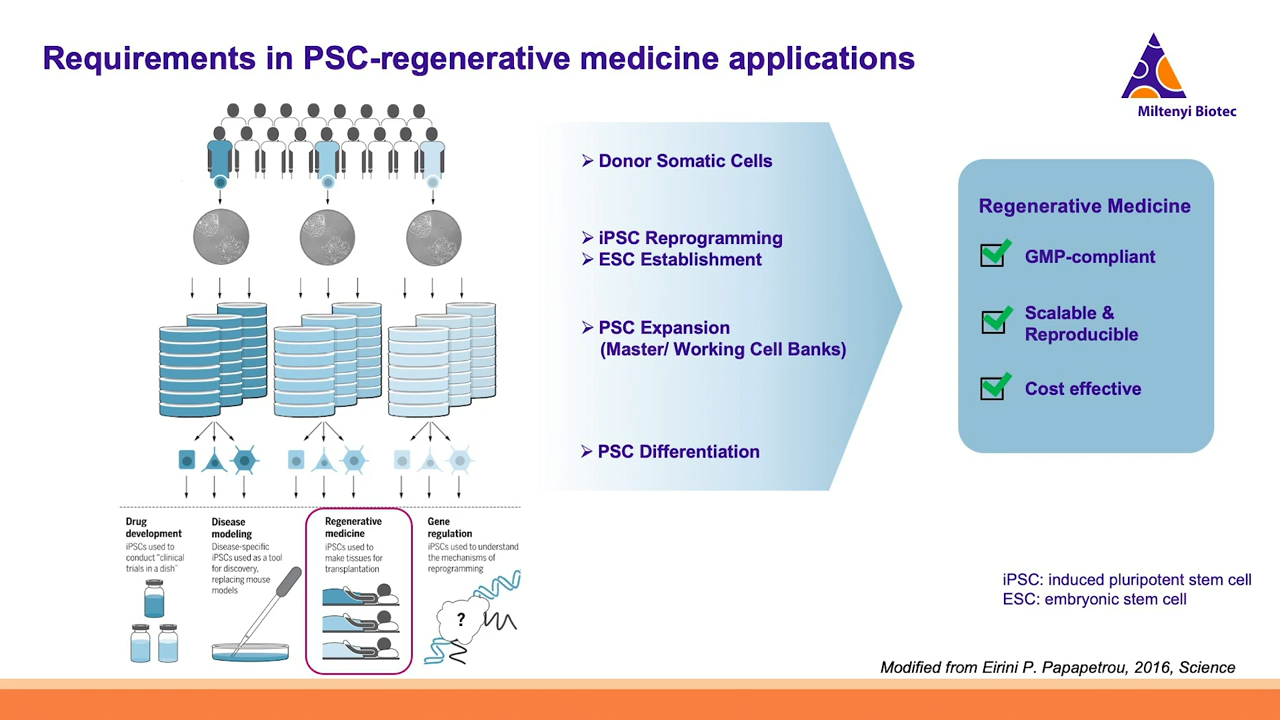 Requirements in PSC-regenerative medicine applications
Miltenyi Biotec
➢ Donor Somatic Cells
➢ iPSC Reprogramming
➢ ESC Establishment
➢ PSC Expansion
(Master/ Working Cell Banks)
➢ PSC Differentiation
Regenerative Medicine
GMP-compliant
Scalable &
Reproducible
Cost effective
Drug
development
iPSCs used to
conduct "clinical
trials in a dish"
Disease
modeling
Disease-specific
iPSCs used as a tool
for discovery,
replacing mouse
models
Regenerative
medicine
iPSCs used to
make tissues for
transplantation
Gene
regulation
iPSCs used to understand
the mechanisms of
reprogramming
?
iPSC: induced pluripotent stem cell
ESC: embryonic stem cell
Modified from Eirini P. Papapetrou, 2016, Science